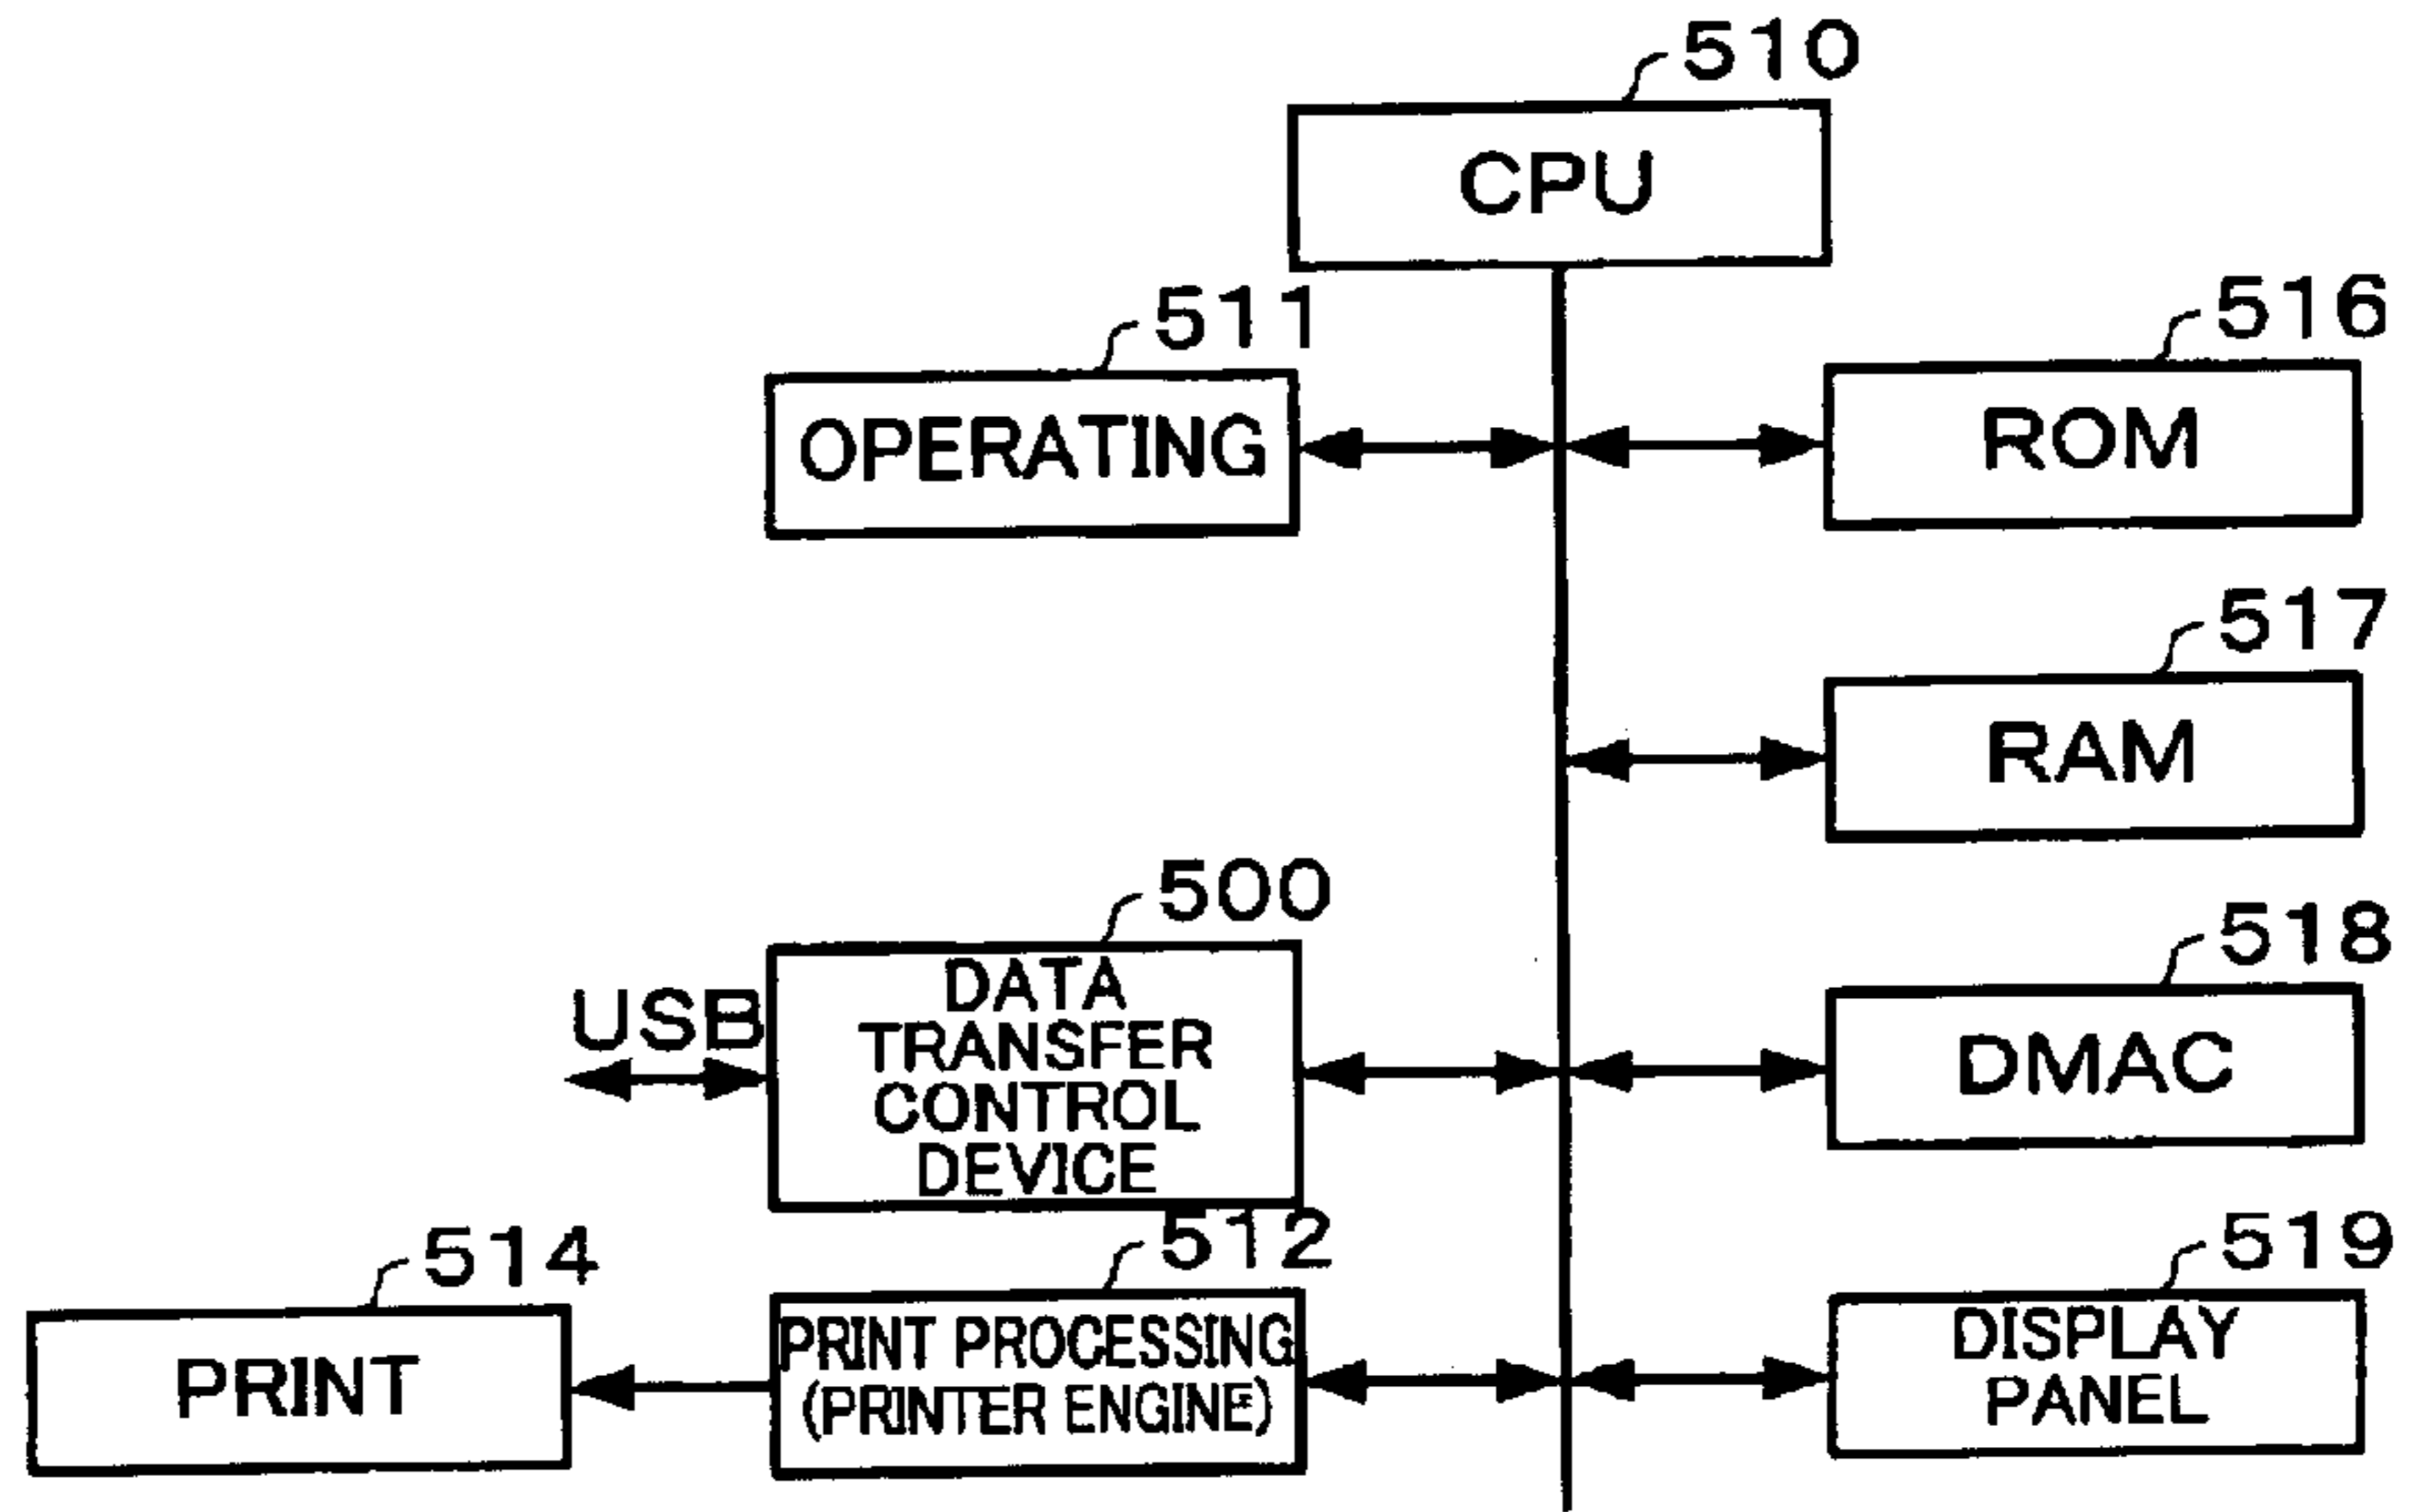 510
CPU
511
OPERATING
516
ROM
517
RAM
500
USB
DATA
TRANSFER
CONTROL
DEVICE
518
DMAC
514
PRINT
512
PRINT PROCESSING
(PRINTER ENGINE)
519
DISPLAY
PANEL